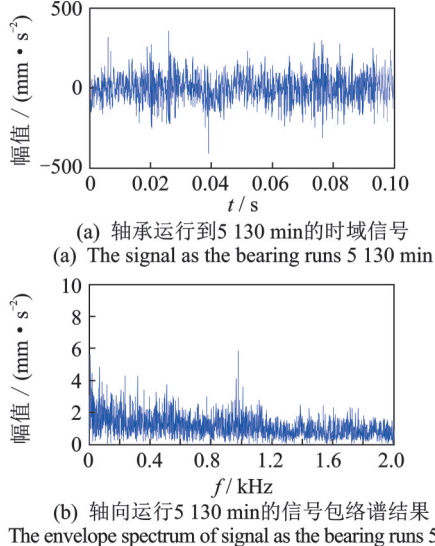 500
0
−500
幅值 / (mm·s⁻²)
0 0.02 0.04 0.06 0.08 0.10
t / s
(a) 轴承运行到5 130 min的时域信号
(a) The signal as the bearing runs 5 130 min
10
8
6
4
2
0
幅值 / (mm·s⁻²)
0 0.4 0.8 1.2 1.6 2.0
f / kHz
(b) 轴向运行5 130 min的信号包络谱结果
The envelope spectrum of signal as the bearing runs 5